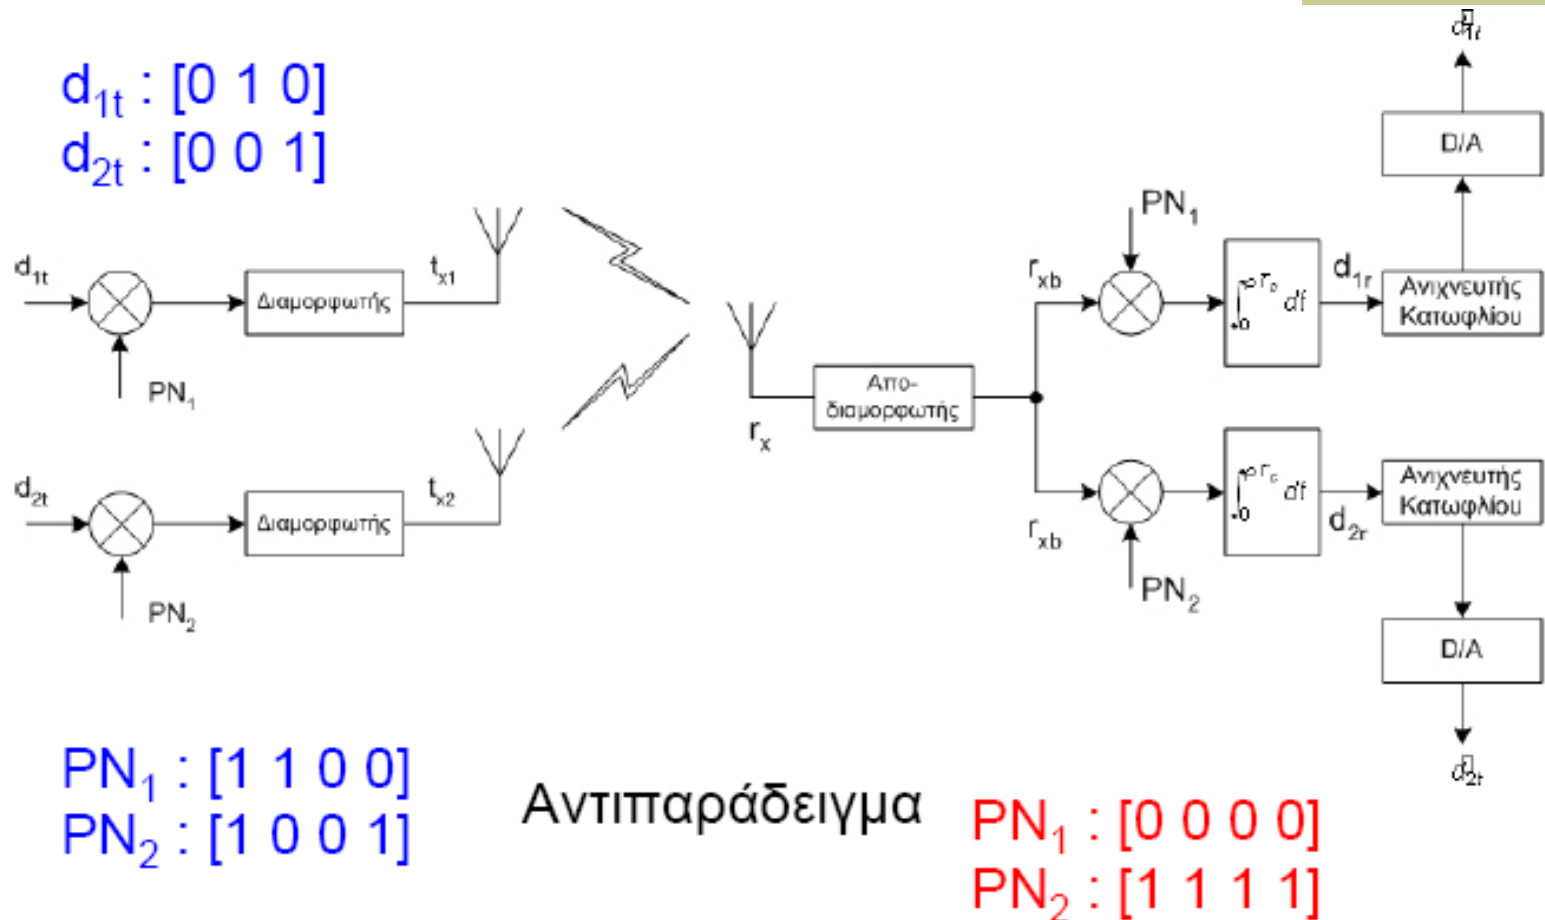 d1t : [0 1 0]
d2t : [0 0 1]
d1t
D/A
PN1
d1t
Διαμορφωτής
tx1
PN1
rxb
d1r
Ανιχνευτής
Κατωφλίου
Απο-
διαμορφωτής
rx
d2t
Διαμορφωτής
tx2
PN2
rxb
d2r
Ανιχνευτής
Κατωφλίου
PN2
D/A
d2t
PN1 : [1 1 0 0]
PN2 : [1 0 0 1]
Αντιπαράδειγμα
PN1 : [0 0 0 0]
PN2 : [1 1 1 1]